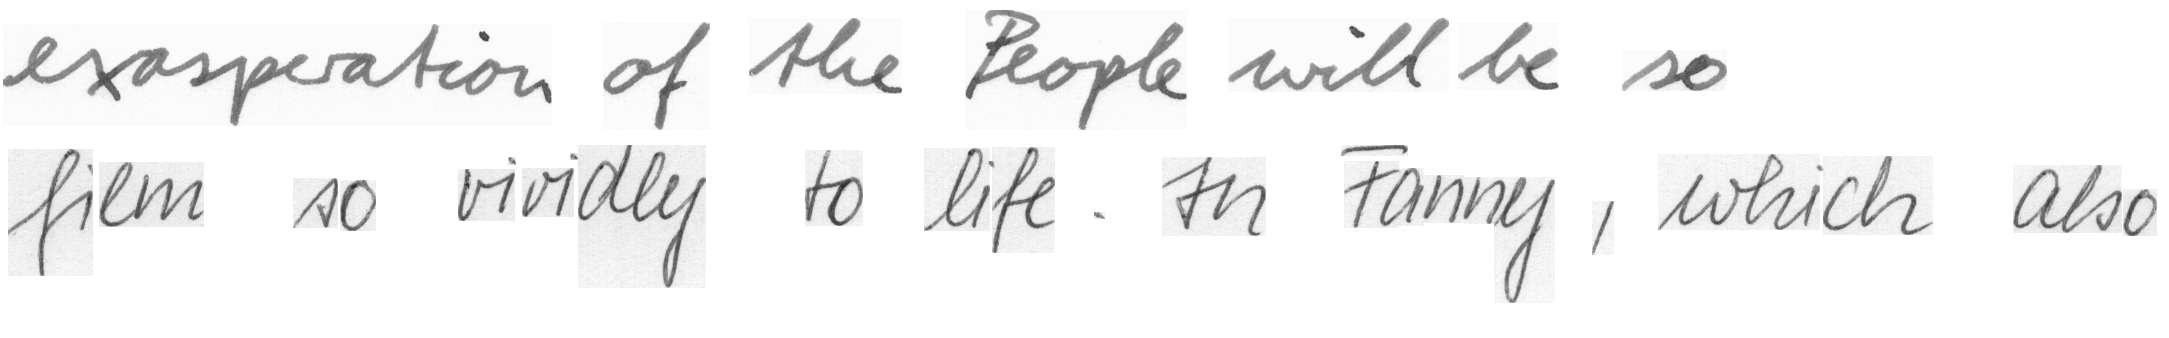 exasperation of the People will be so
film so vividly to life. In Fanny, which also